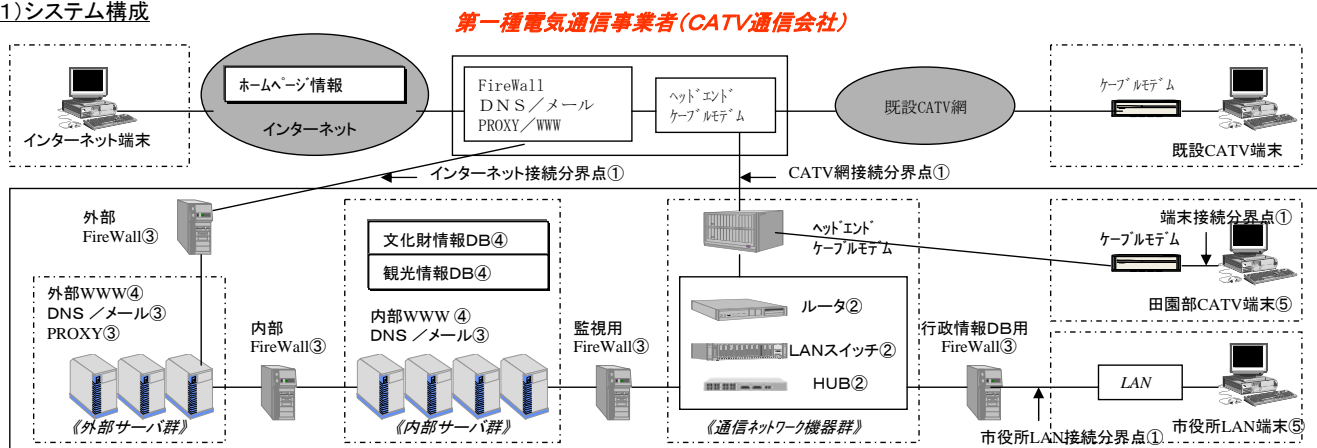 1)システム構成
第一種電気通信事業者(CATV通信会社)
ホームページ情報
インターネット
インターネット端末
FireWall
DNS/メール
PROXY/WWW
ヘッドエンド
ケーブルモデム
既設CATV網
ケーブルモデム
既設CATV端末
インターネット接続分界点①
CATV網接続分界点①
外部
FireWall③
文化財情報DB④
観光情報DB④
ヘッドエンド
ケーブルモデム
端末接続分界点①
ケーブルモデム
田園部CATV端末⑤
外部WWW④
DNS /メール③
PROXY③
内部
FireWall③
内部WWW ④
DNS /メール③
監視用
FireWall③
ルータ②
LANスイッチ②
HUB②
行政情報DB用
FireWall③
LAN
《外部サーバ群》
《内部サーバ群》
《通信ネットワーク機器群》
市役所LAN接続分界点①
市役所LAN端末⑤